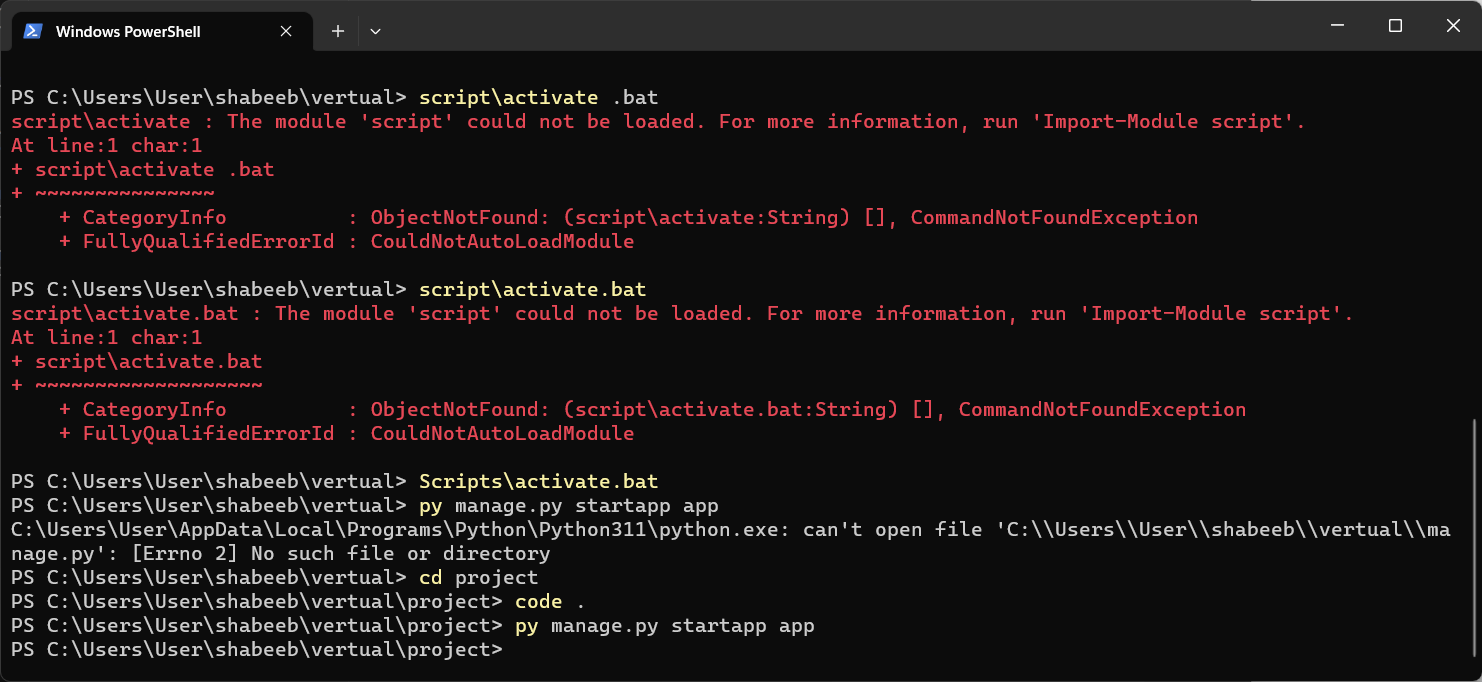 Windows PowerShell
PS C:\Users\User\shabeeb\vertual> script\activate .bat
script\activate : The module 'script' could not be loaded. For more information, run 'Import-Module script'.
At line:1 char:1
+ script\activate .bat
+ ~~~~~~~~~~~~~~~
    + CategoryInfo          : ObjectNotFound: (script\activate:String) [], CommandNotFoundException
    + FullyQualifiedErrorId : CouldNotAutoLoadModule
PS C:\Users\User\shabeeb\vertual> script\activate.bat
script\activate.bat : The module 'script' could not be loaded. For more information, run 'Import-Module script'.
At line:1 char:1
+ script\activate.bat
+ ~~~~~~~~~~~~~~~~~~~
    + CategoryInfo          : ObjectNotFound: (script\activate.bat:String) [], CommandNotFoundException
    + FullyQualifiedErrorId : CouldNotAutoLoadModule
PS C:\Users\User\shabeeb\vertual> Scripts\activate.bat
PS C:\Users\User\shabeeb\vertual> py manage.py startapp app
C:\Users\User\AppData\Local\Programs\Python\Python311\python.exe: can't open file 'C:\\Users\\User\\shabeeb\\vertual\\ma
nage.py': [Errno 2] No such file or directory
PS C:\Users\User\shabeeb\vertual> cd project
PS C:\Users\User\shabeeb\vertual\project> code .
PS C:\Users\User\shabeeb\vertual\project> py manage.py startapp app
PS C:\Users\User\shabeeb\vertual\project>